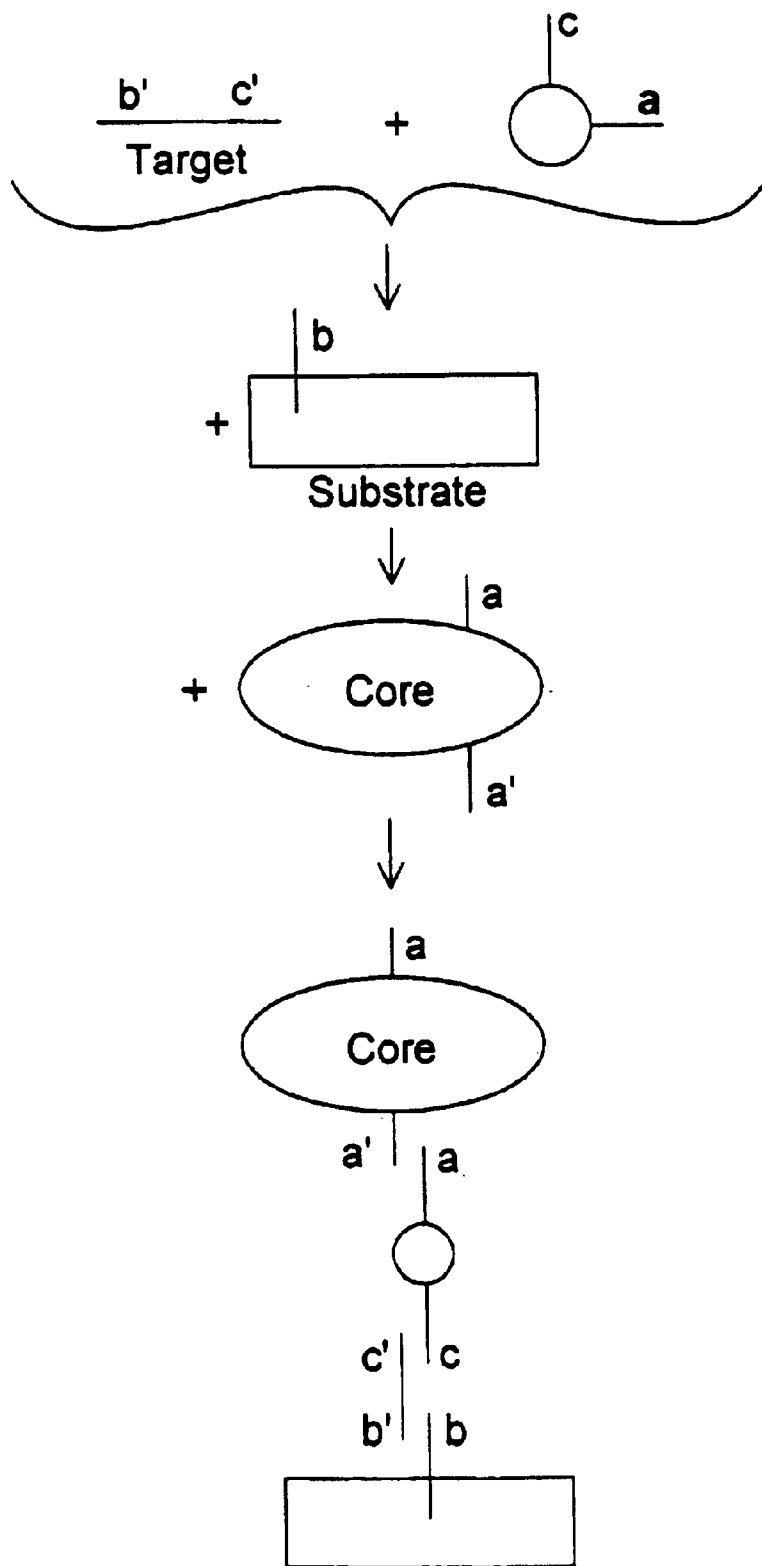 c
b' c'
+
a
Target
b
+
Substrate
a
+ Core
a'
a
Core
a' a
c' c
b' b